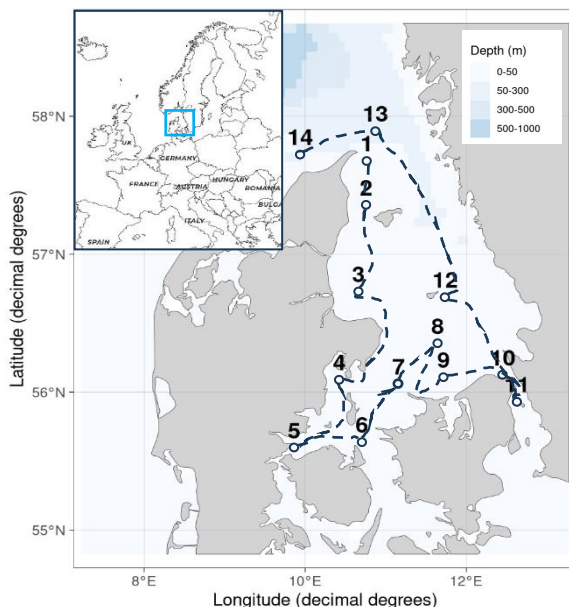 UK
GERMANY
FRANCE
AUSTRIA
HUNGARY
ROMANIA
BULG
ITALY
SPAIN
Depth (m)
0-50
50-300
300-500
500-1000
58°N
57°N
56°N
55°N
Latitude (decimal degrees)
13
14
1
2
3
12
8
4
7
9
10
11
5
6
8°E
10°E
12°E
Longitude (decimal degrees)